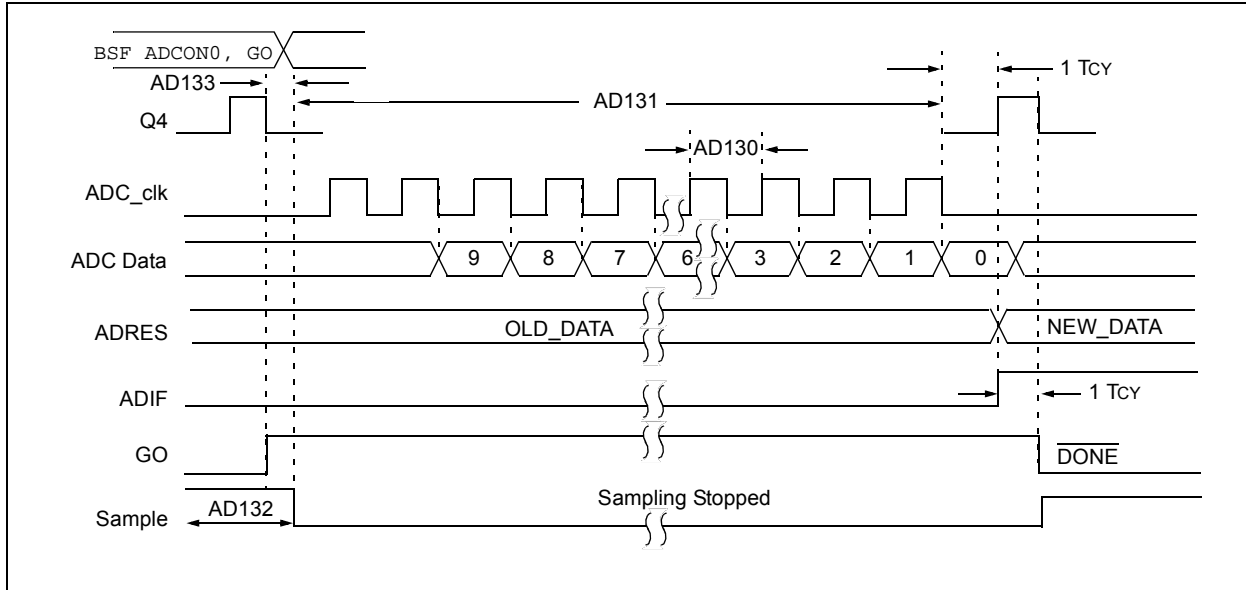 BSF ADCON0, GO
AD133
1 TCY
AD131
Q4
AD130
ADC_clk
ADC Data 9 8 7 6 3 2 1 0
ADRES OLD_DATA NEW_DATA
ADIF 1 TCY
GO DONE
Sampling Stopped
Sample AD132